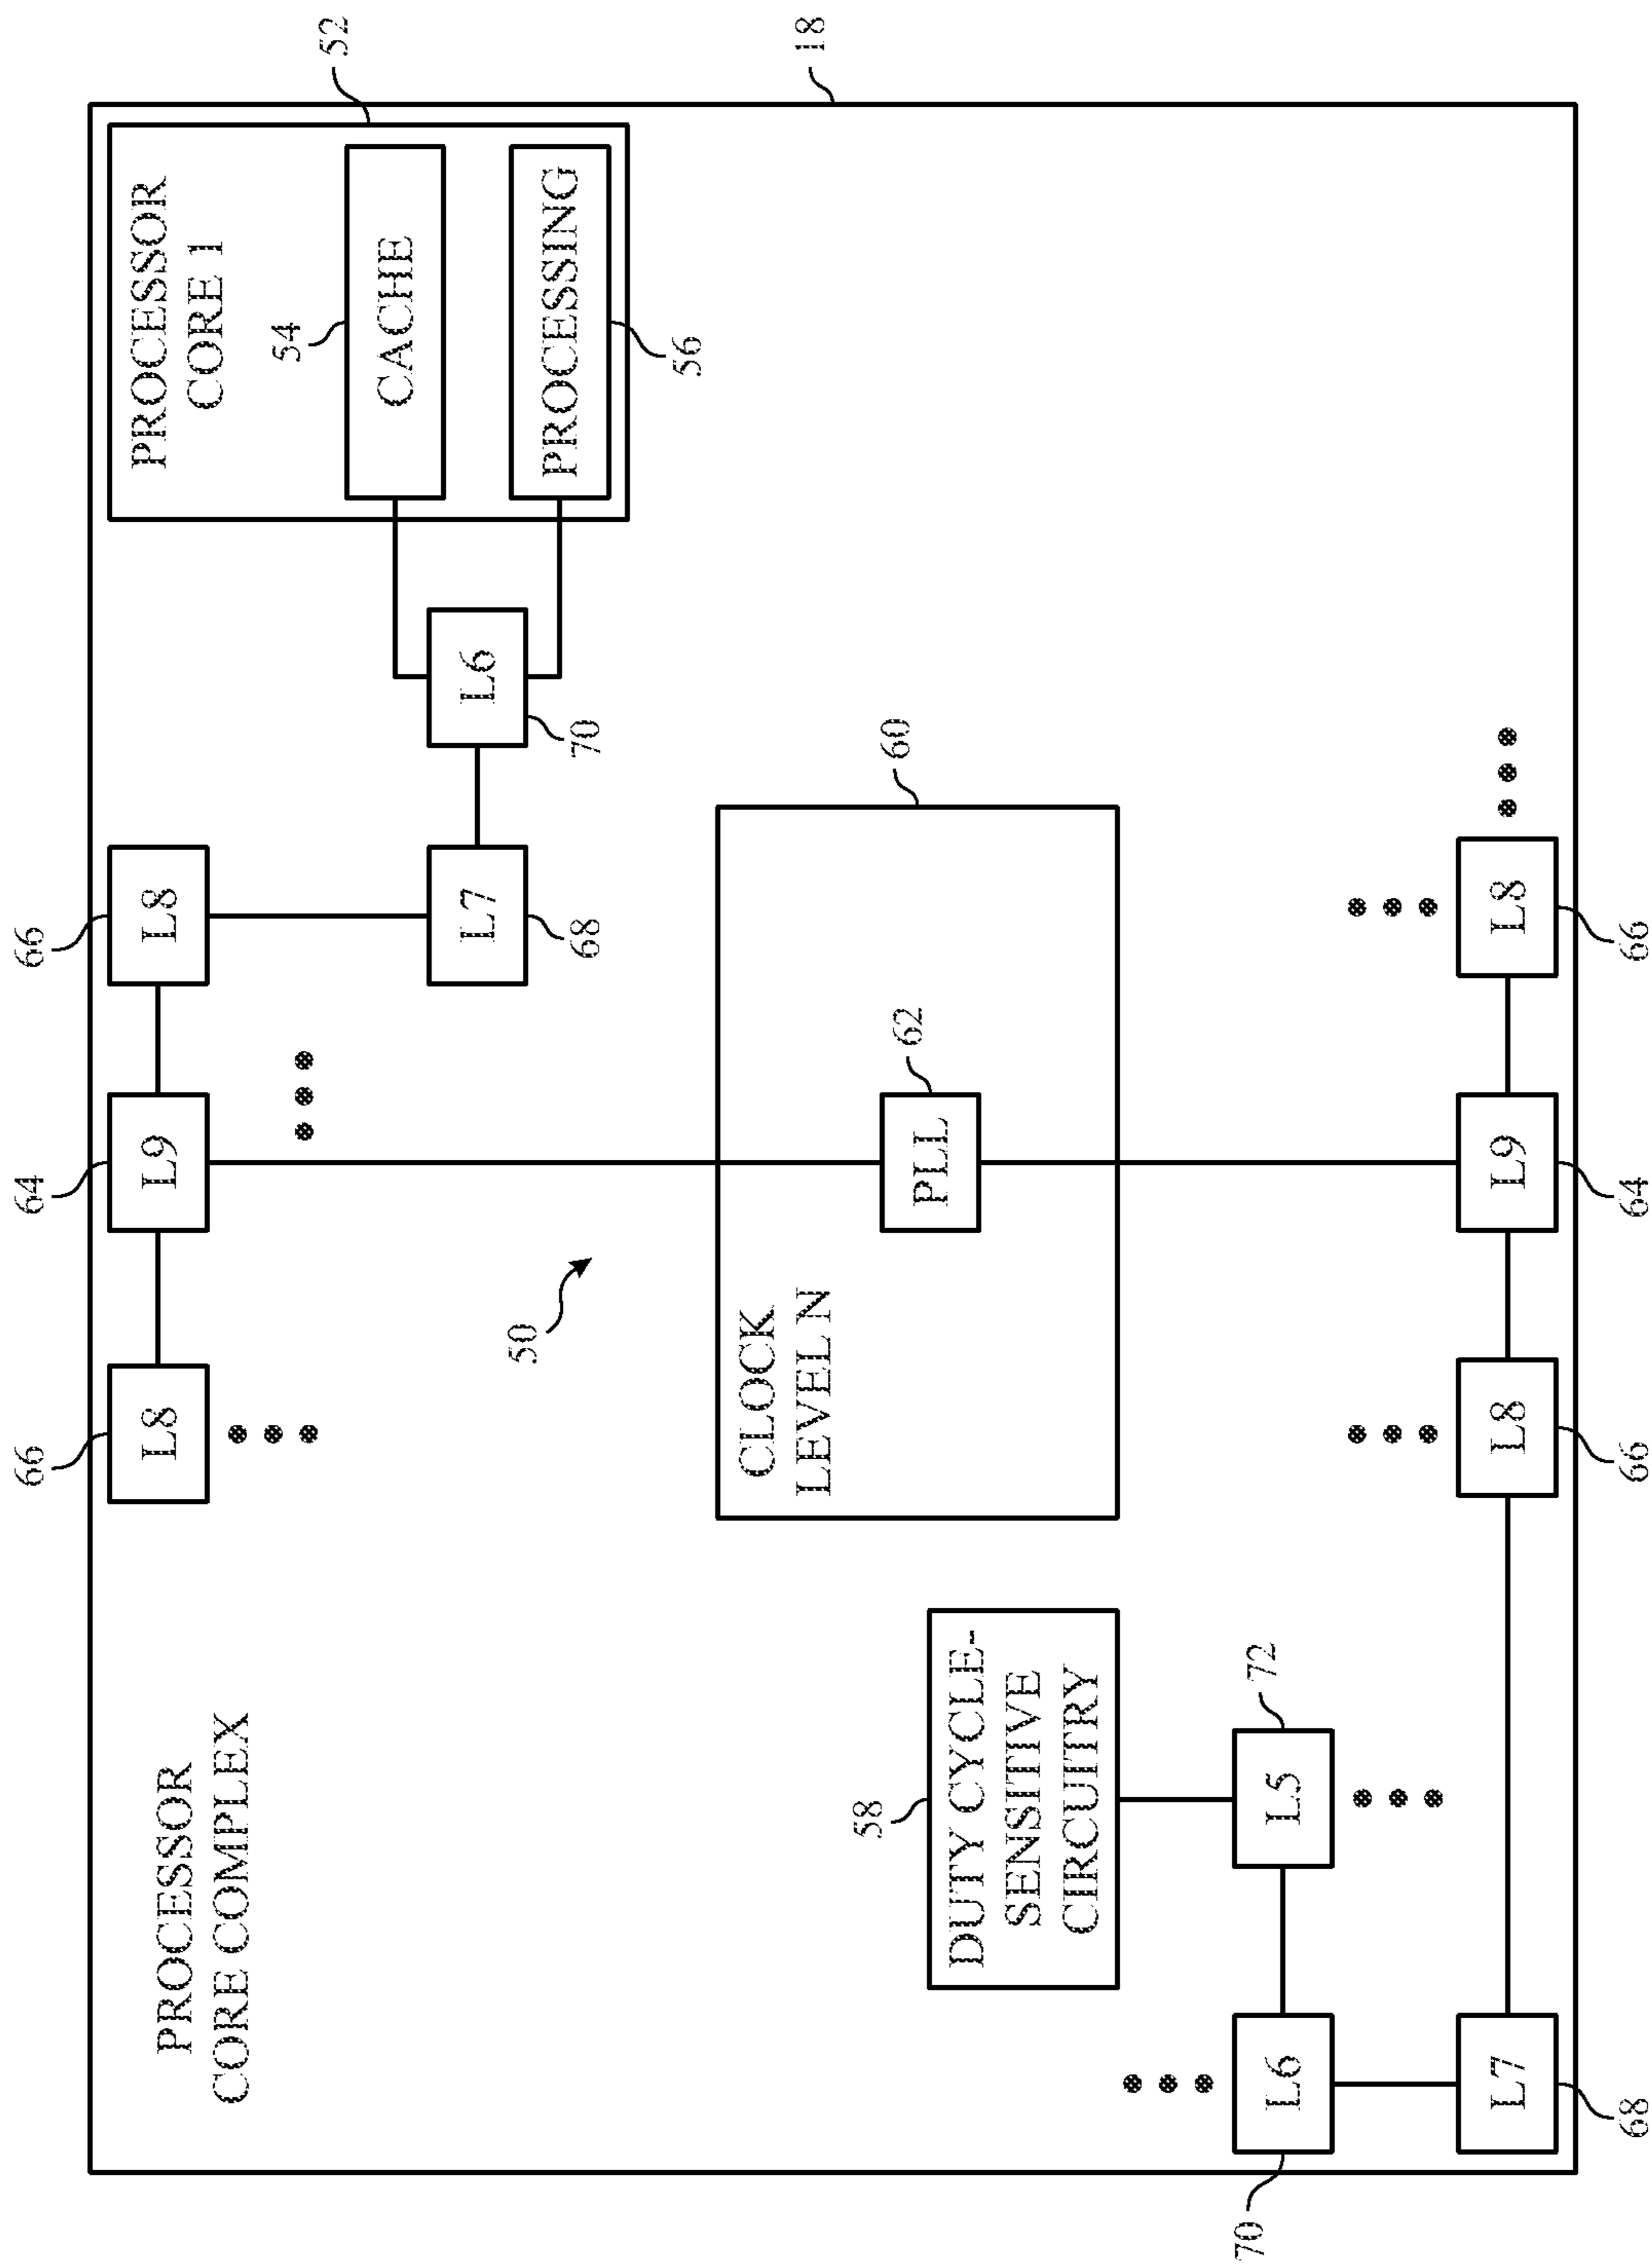 66
64
66
52
PROCESSOR
CORE COMPLEX
L8
L9
L8
PROCESSOR
CORE 1
54
CACHE
L7
L6
50
PROCESSING
68
70
56
CLOCK
LEVEL N
18
60
62
PLL
58
DUTY CYCLE-
SENSITIVE
CIRCUITRY
70
72
L6
L5
L7
L8
L9
L8
68
66
64
66